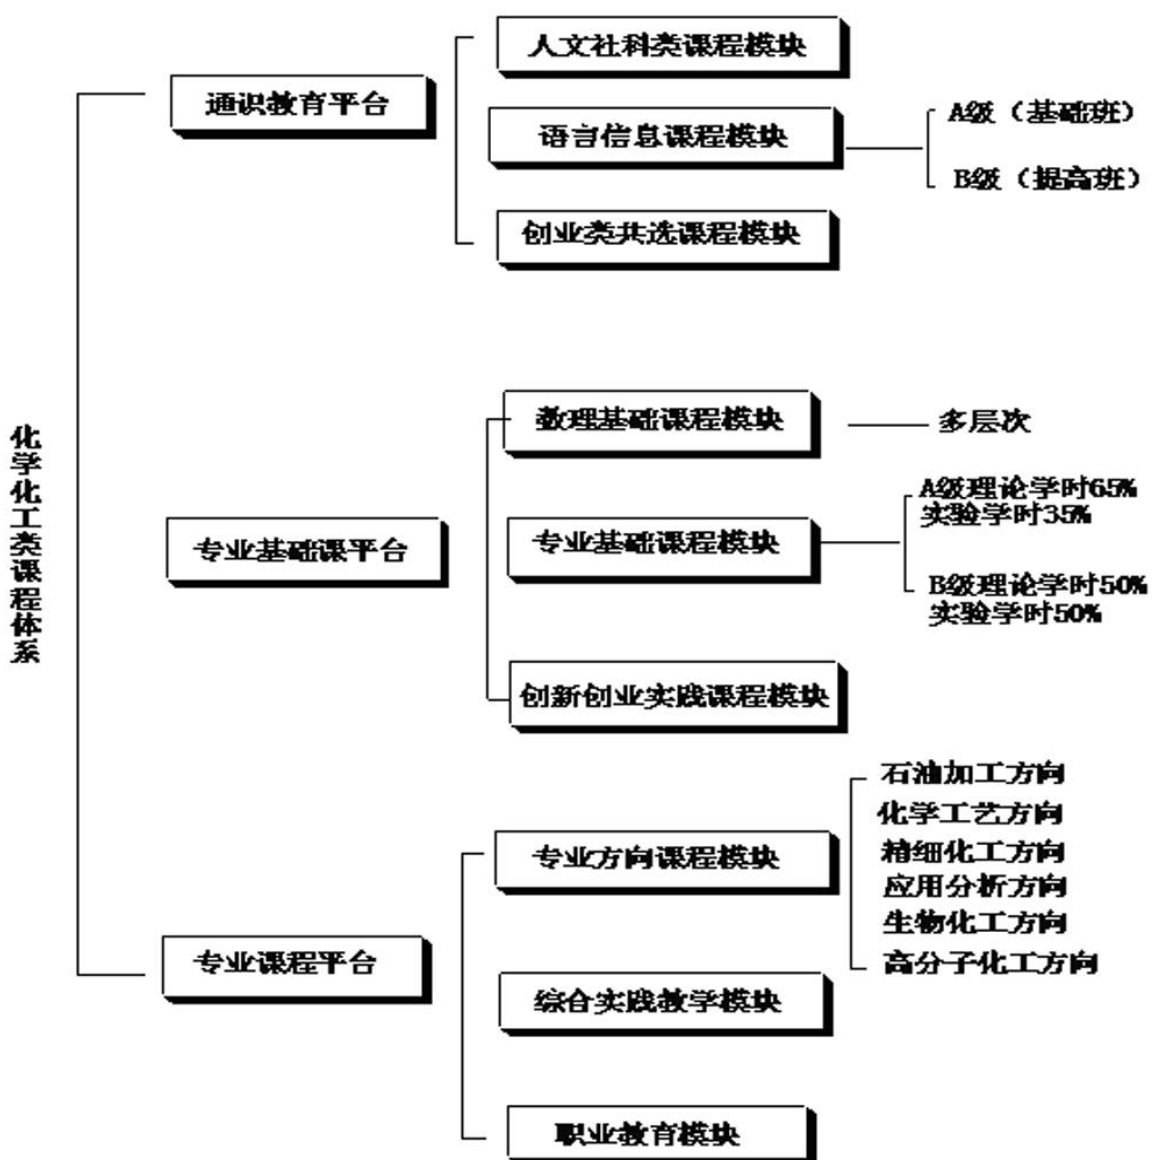 化学化工类课程体系
通识教育平台
人文社科类课程模块
语言信息课程模块
A级（基础班）
B级（提高班）
创业类共选课程模块
专业基础课平台
数理基础课程模块
多层次
专业基础课程模块
A级理论学时65%
实验学时35%
B级理论学时50%
实验学时50%
创新创业实践课程模块
专业课程平台
专业方向课程模块
石油加工方向
化学工艺方向
精细化工方向
应用分析方向
生物化工方向
高分子化工方向
综合实践教学模块
职业教育模块